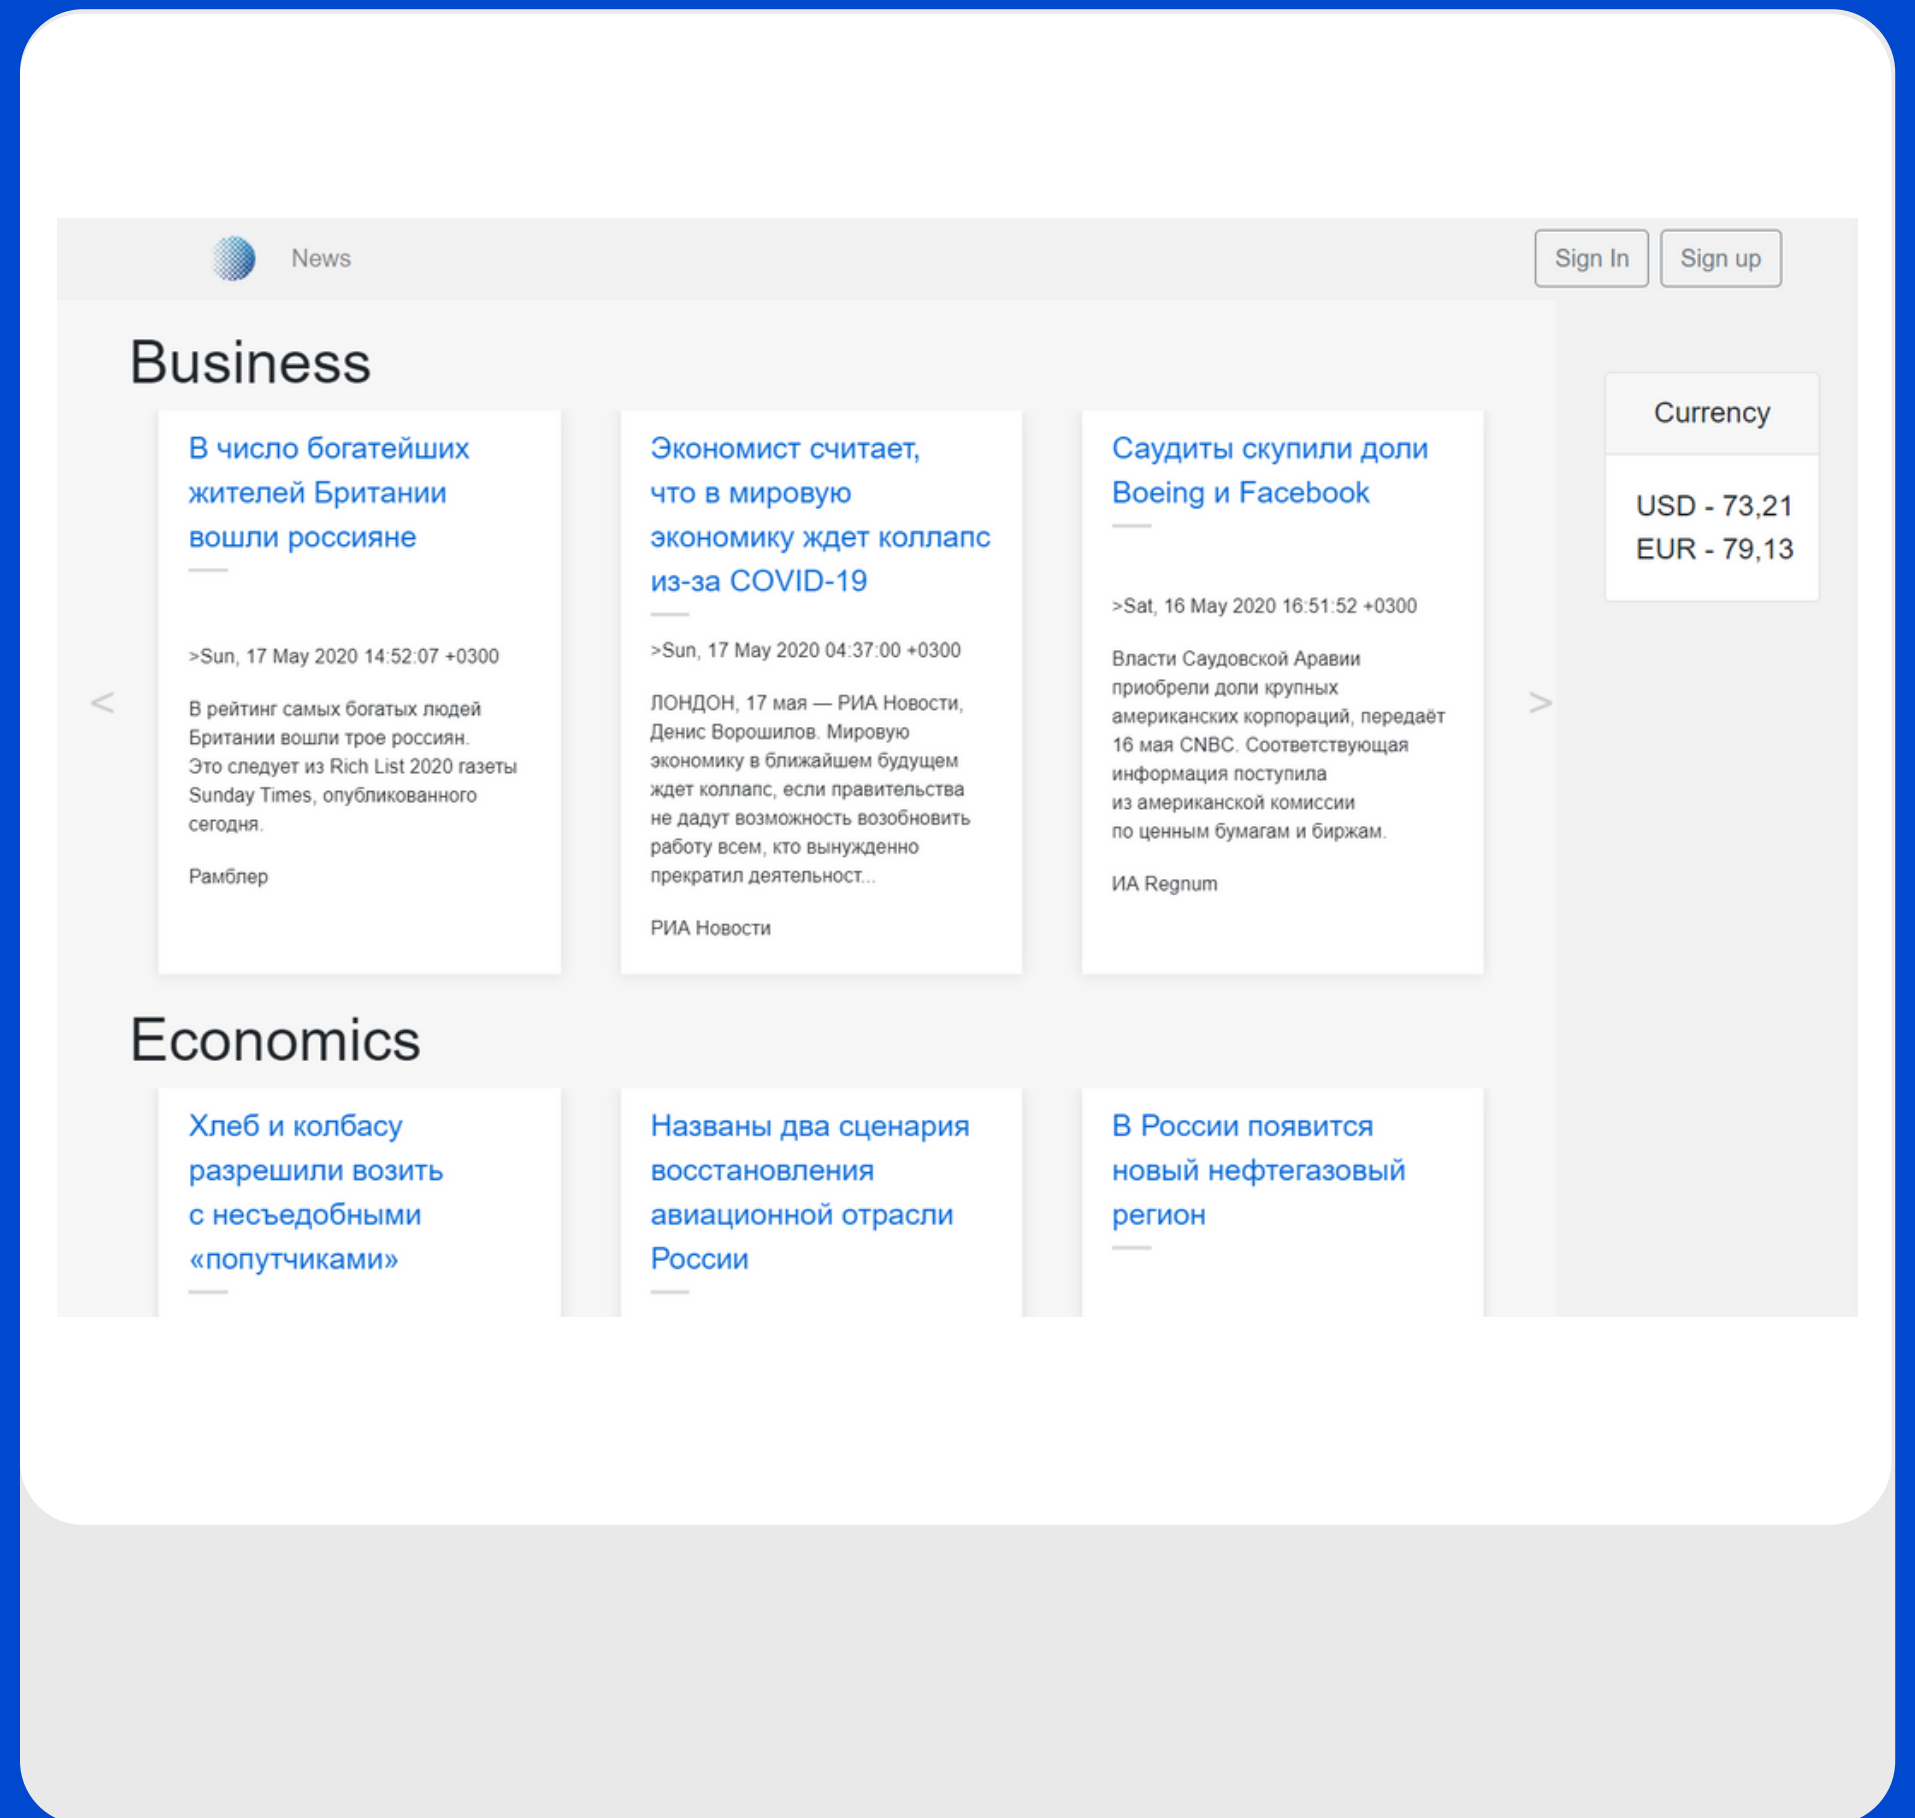 News
Sign In
Sign up
Business
В число богатейших
жителей Британии
вошли россияне
>Sun, 17 May 2020 14:52:07 +0300
В рейтинг самых богатых людей
Британии вошли трое россиян.
Это следует из Rich List 2020 газеты
Sunday Times, опубликованного
сегодня.
Рамблер
Экономист считает,
что в мировую
экономику ждет коллапс
из-за COVID-19
>Sun, 17 May 2020 04:37:00 +0300
ЛОНДОН, 17 мая — РИА Новости,
Денис Ворошилов. Мировую
экономику в ближайшем будущем
ждет коллапс, если правительства
не дадут возможность возобновить
работу всем, кто вынужденно
прекратил деятельност...
РИА Новости
Саудиты скупили доли
Boeing и Facebook
>Sat, 16 May 2020 16:51:52 +0300
Власти Саудовской Аравии
приобрели доли крупных
американских корпораций, передаёт
16 мая CNBC. Соответствующая
информация поступила
из американской комиссии
по ценным бумагам и биржам.
ИА Regnum
<
>
Currency
USD - 73,21
EUR - 79,13
Economics
Хлеб и колбасу
разрешили возить
с несъедобными
«попутчиками»
Названы два сценария
восстановления
авиационной отрасли
России
В России появится
новый нефтегазовый
регион